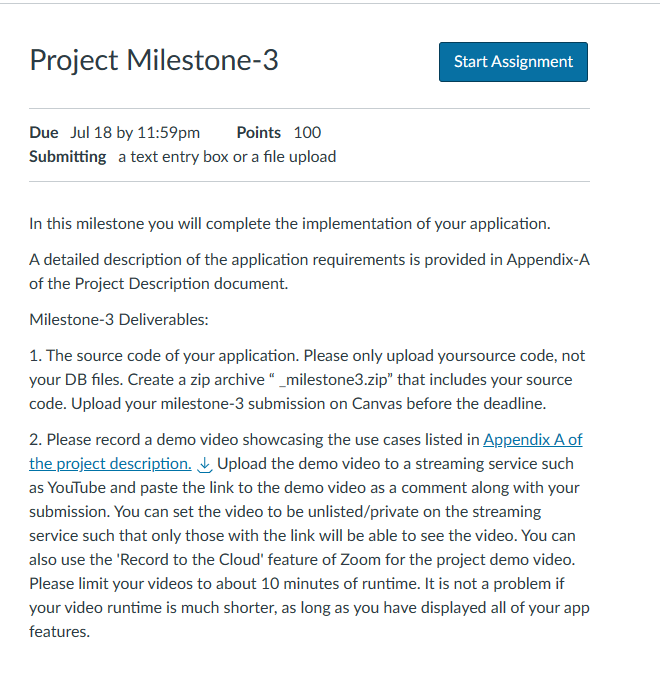 Project Milestone-3
Start Assignment
Due Jul 18 by 11:59pm Points 100
Submitting a text entry box or a file upload
In this milestone you will complete the implementation of your application.
A detailed description of the application requirements is provided in Appendix-A
of the Project Description document.
Milestone-3 Deliverables:
1. The source code of your application. Please only upload yoursource code, not
your DB files. Create a zip archive “ _milestone3.zip” that includes your source
code. Upload your milestone-3 submission on Canvas before the deadline.
2. Please record a demo video showcasing the use cases listed in Appendix A of
the project description. Upload the demo video to a streaming service such
as YouTube and paste the link to the demo video as a comment along with your
submission. You can set the video to be unlisted/private on the streaming
service such that only those with the link will be able to see the video. You can
also use the 'Record to the Cloud' feature of Zoom for the project demo video.
Please limit your videos to about 10 minutes of runtime. It is not a problem if
your video runtime is much shorter, as long as you have displayed all of your app
features.